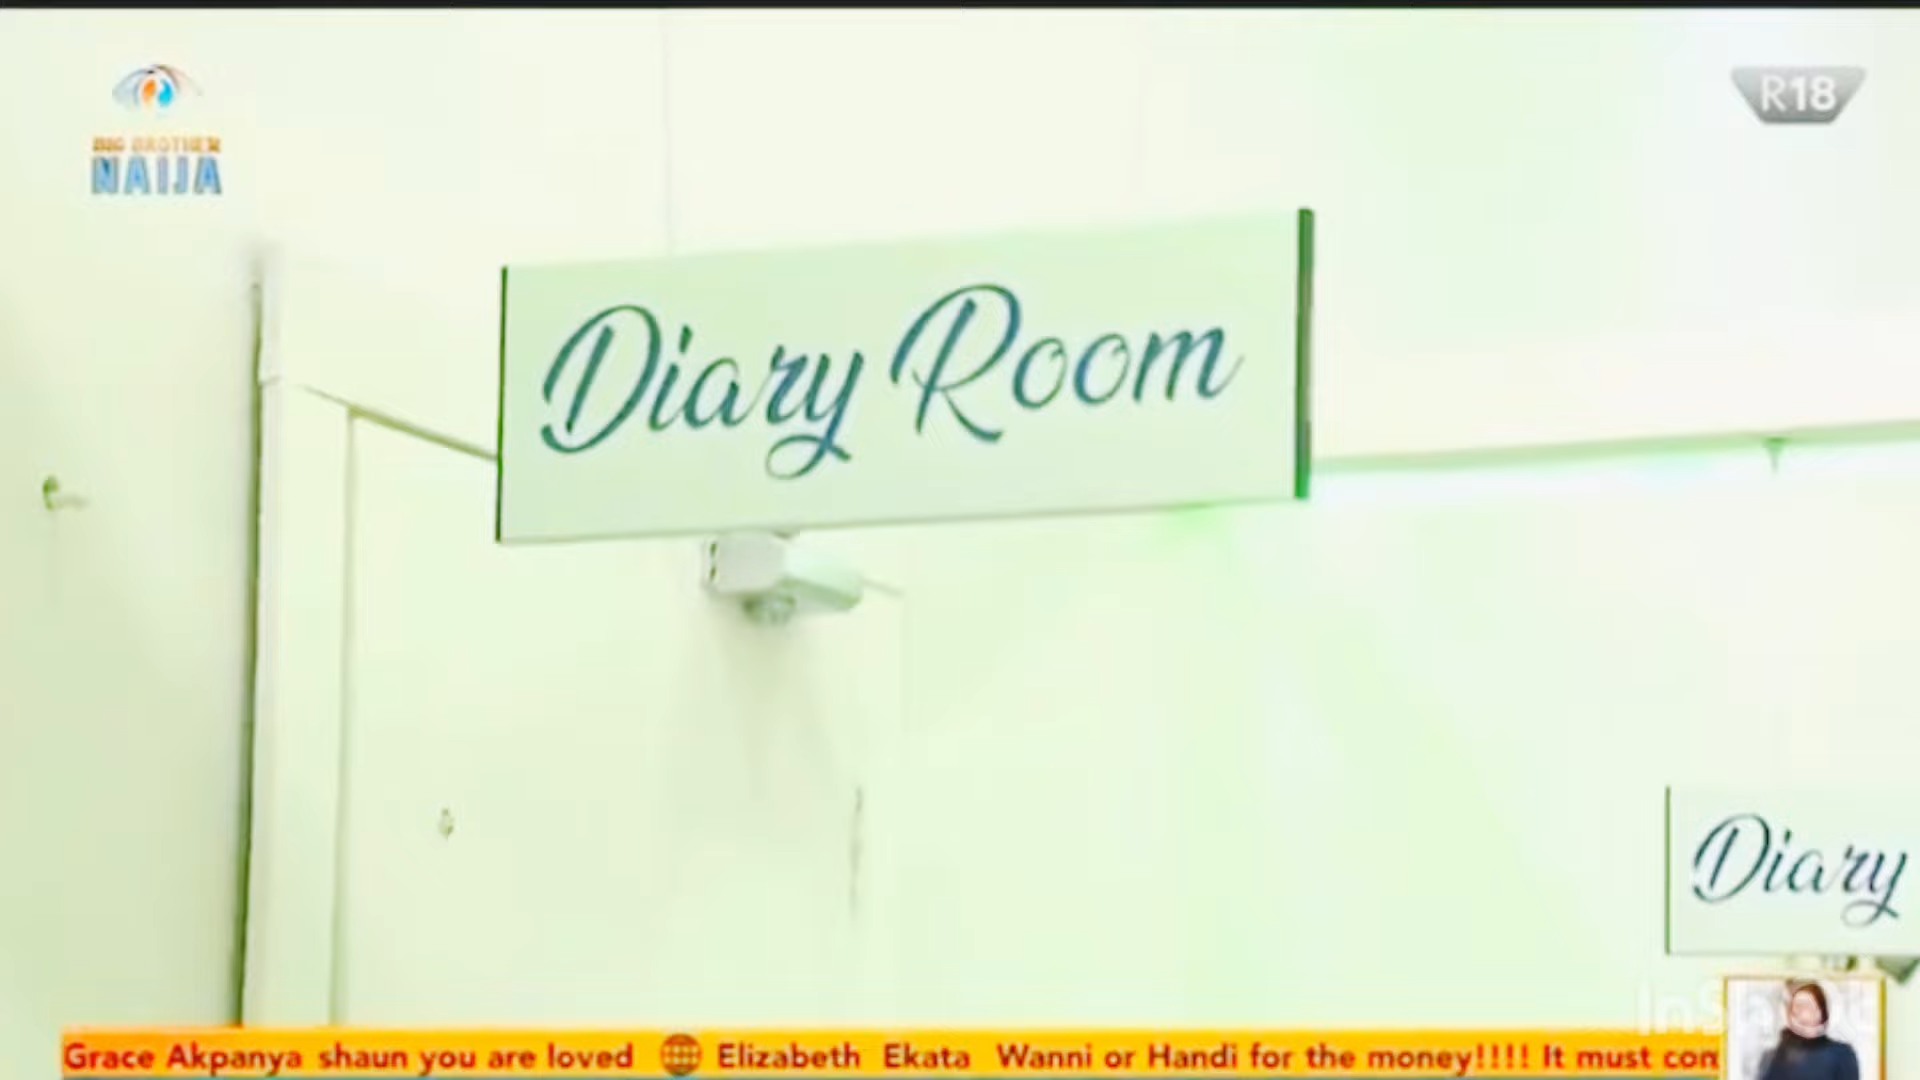 BIG BROTHER
NAIJA
R18
Diary Room
Diary
InShot
Grace Akpanya shaun you are loved Elizabeth Ekata Wanni or Handi for the money!!!! It must con